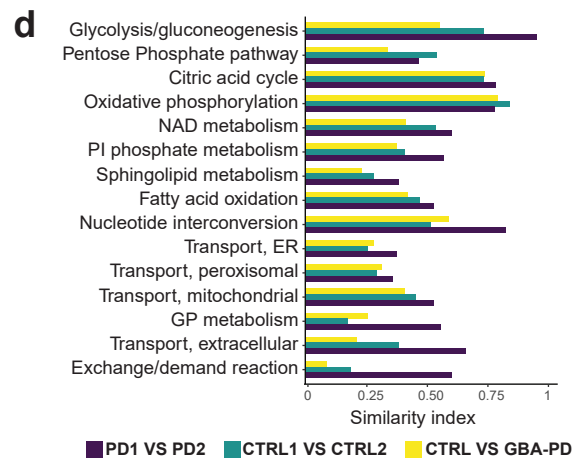 d
Glycolysis/gluconeogenesis
Pentose Phosphate pathway
Citric acid cycle
Oxidative phosphorylation
NAD metabolism
PI phosphate metabolism
Sphingolipid metabolism
Fatty acid oxidation
Nucleotide interconversion
Transport, ER
Transport, peroxisomal
Transport, mitochondrial
GP metabolism
Transport, extracellular
Exchange/demand reaction
0 0.25 0.50 0.75 1
Similarity index
PD1 VS PD2 CTRL1 VS CTRL2 CTRL VS GBA-PD